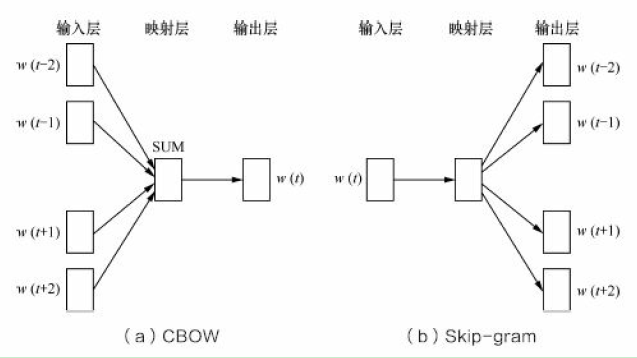 输入层 映射层 输出层 输入层 映射层 输出层
w (t−2) w (t−2)
w (t−1) w (t−1)
SUM
w (t) w (t)
w (t+1) w (t+1)
w (t+2) w (t+2)
(a) CBOW (b) Skip-gram